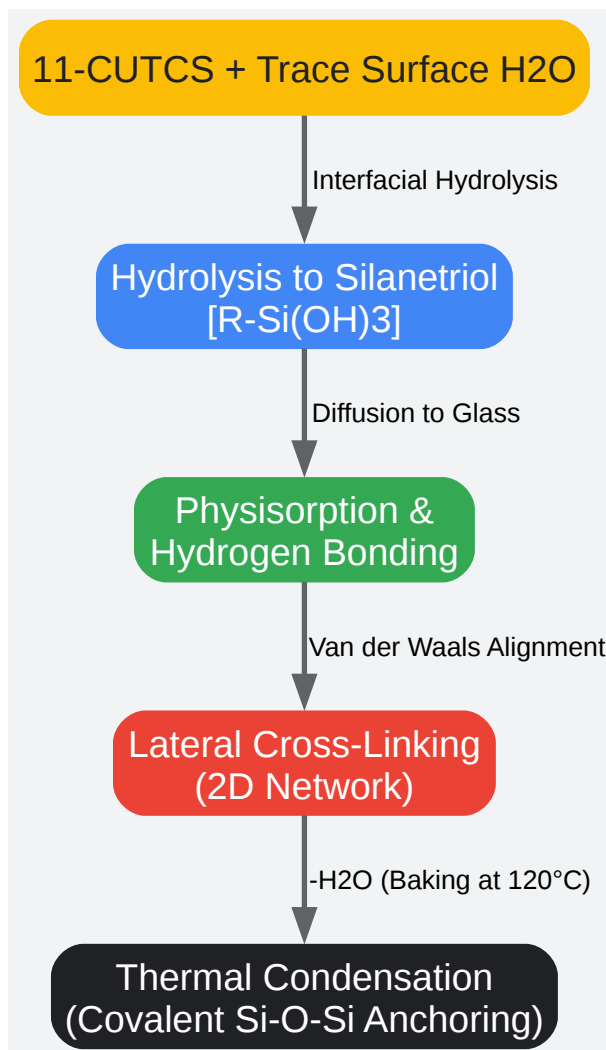 11-CUTCS + Trace Surface H2O
Interfacial Hydrolysis
Hydrolysis to Silanetriol
[R-Si(OH)3]
Diffusion to Glass
Physisorption &
Hydrogen Bonding
Van der Waals Alignment
Lateral Cross-Linking
(2D Network)
-H2O (Baking at 120°C)
Thermal Condensation
(Covalent Si-O-Si Anchoring)